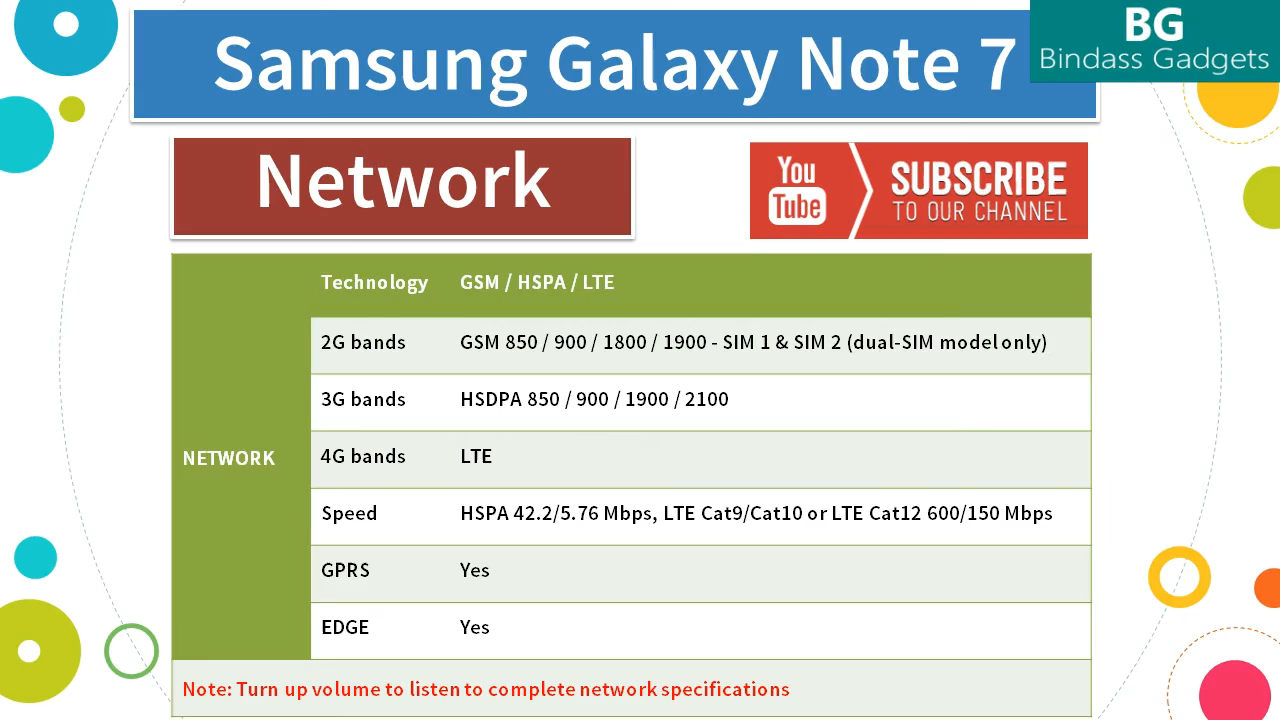 BG
Bindass Gadgets
Samsung Galaxy Note 7
Network
You
Tube
SUBSCRIBE
TO OUR CHANNEL
NETWORK
Technology GSM / HSPA / LTE
2G bands GSM 850 / 900 / 1800 / 1900 - SIM 1 & SIM 2 (dual-SIM model only)
3G bands HSDPA 850 / 900 / 1900 / 2100
4G bands LTE
Speed HSPA 42.2/5.76 Mbps, LTE Cat9/Cat10 or LTE Cat12 600/150 Mbps
GPRS Yes
EDGE Yes
Note: Turn up volume to listen to complete network specifications